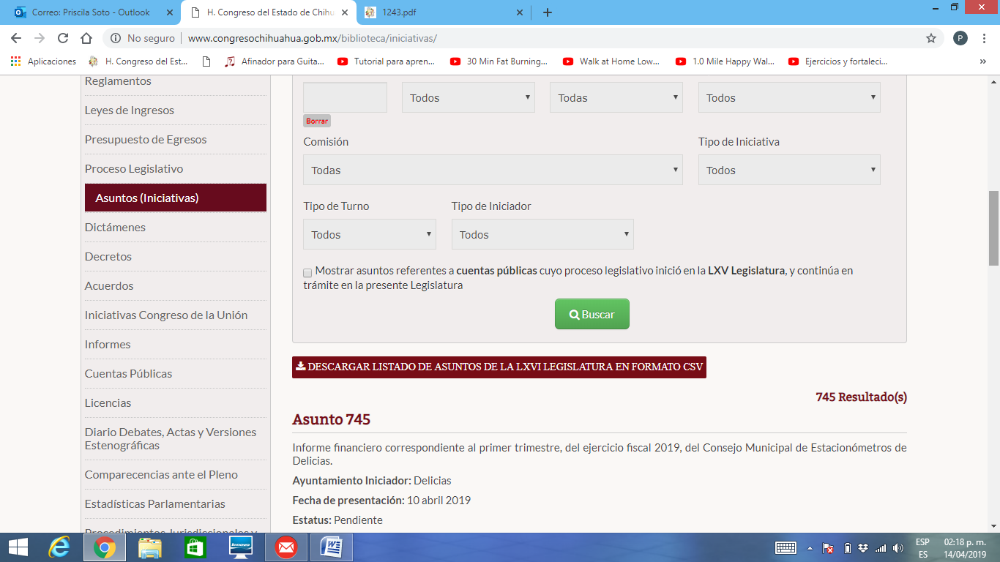 Correo: Priscila Soto - Outlook
H. Congreso del Estado de Chihu
1243.pdf
No seguro
www.congresochihuahua.gob.mx/biblioteca/iniciativas/
P
Aplicaciones
H. Congreso del Est...
Afinador para Guita...
Tutorial para apren...
30 Min Fat Burning...
Walk at Home Low...
1.0 Mile Happy Wal...
Ejercicios y fortaleci...
»
Reglamentos
Leyes de Ingresos
Presupuesto de Egresos
Proceso Legislativo
Asuntos (Iniciativas)
Dictámenes
Decretos
Acuerdos
Iniciativas Congreso de la Unión
Informes
Cuentas Públicas
Licencias
Diario Debates, Actas y Versiones
Estenográficas
Comparecencias ante el Pleno
Estadísticas Parlamentarias
Procedimientos Jurisdiccionales y
Todos
Todas
Todos
Borrar
Comisión
Tipo de Iniciativa
Todas
Todos
Tipo de Turno
Tipo de Iniciador
Todos
Todos
Mostrar asuntos referentes a cuentas públicas cuyo proceso legislativo inició en la LXV Legislatura, y continúa en
trámite en la presente Legislatura
Buscar
DESCARGAR LISTADO DE ASUNTOS DE LA LXVI LEGISLATURA EN FORMATO CSV
745 Resultado(s)
Asunto 745
Informe financiero correspondiente al primer trimestre, del ejercicio fiscal 2019, del Consejo Municipal de Estacionómetros de
Delicias.
Ayuntamiento Iniciador: Delicias
Fecha de presentación: 10 abril 2019
Estatus: Pendiente
lenovo
ESP
ES
02:18 p. m.
14/04/2019